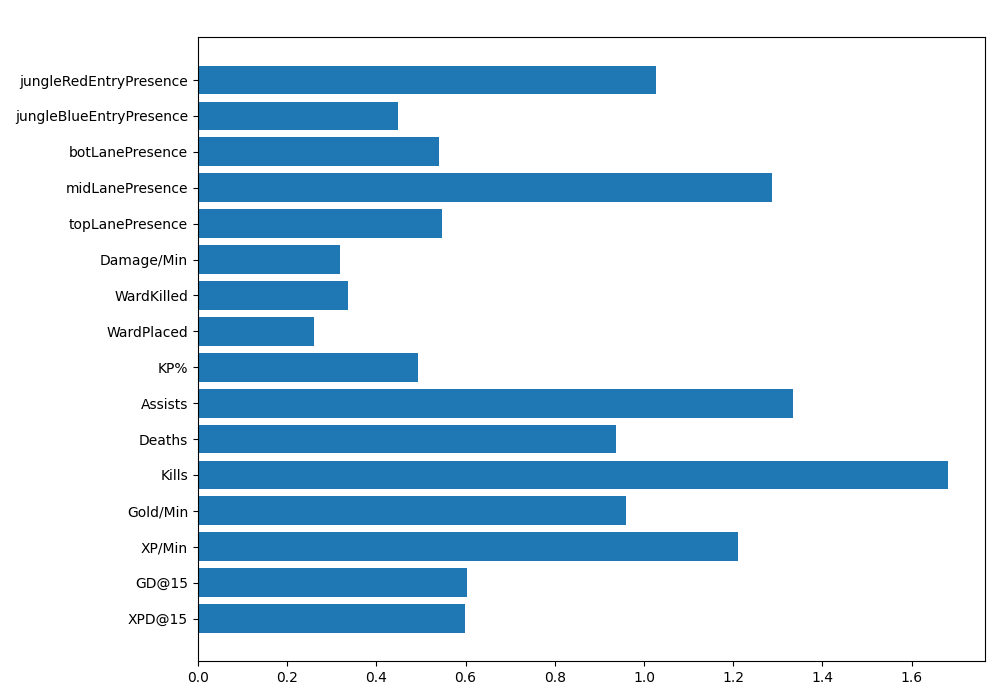 jungleRedEntryPresence
jungleBlueEntryPresence
botLanePresence
midLanePresence
topLanePresence
Damage/Min
WardKilled
WardPlaced
KP%
Assists
Deaths
Kills
Gold/Min
XP/Min
GD@15
XPD@15
0.0 0.2 0.4 0.6 0.8 1.0 1.2 1.4 1.6